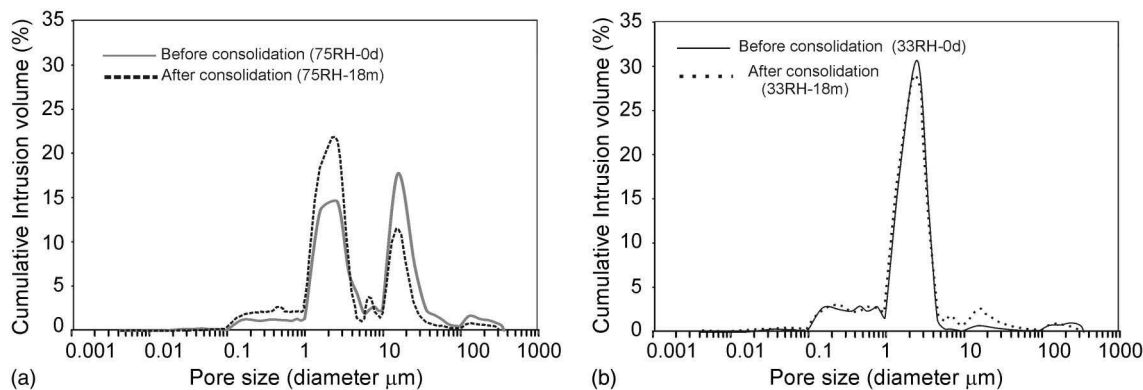 35
30
25
20
15
10
5
0
Cumulative Intrusion volume (%)
Before consolidation (75RH-0d)
After consolidation (75RH-18m)
0.001 0.01 0.1 1 10 100 1000
Pore size (diameter μm)
(a)
35
30
25
20
15
10
5
0
Cumulative Intrusion volume (%)
Before consolidation (33RH-0d)
After consolidation
(33RH-18m)
0.001 0.01 0.1 1 10 100 1000
Pore size (diameter μm)
(b)